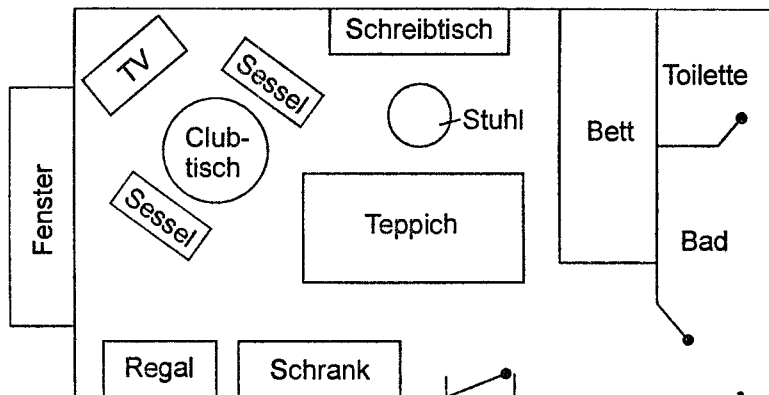 Schreibtisch
TV
Sessel
Toilette
Stuhl
Club-
tisch
Bett
Fenster
Sessel
Teppich
Bad
Regal
Schrank